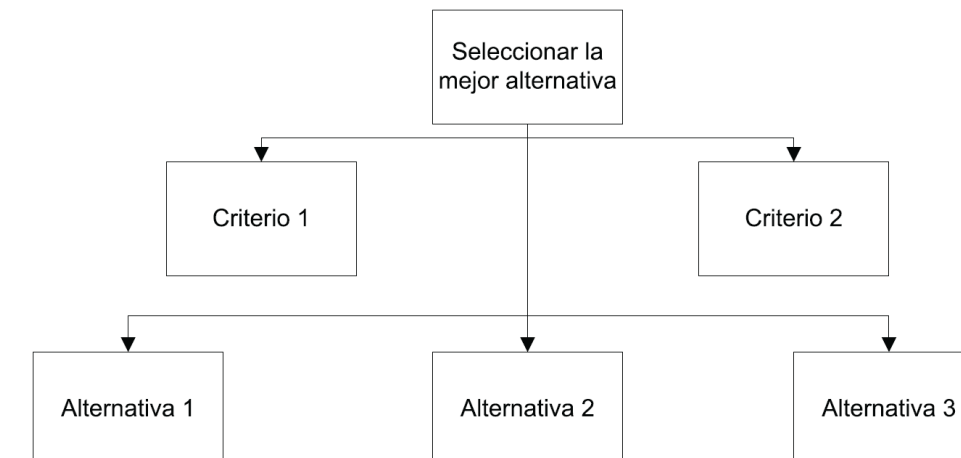 Seleccionar la
mejor alternativa
Criterio 1
Criterio 2
Alternativa 1
Alternativa 2
Alternativa 3